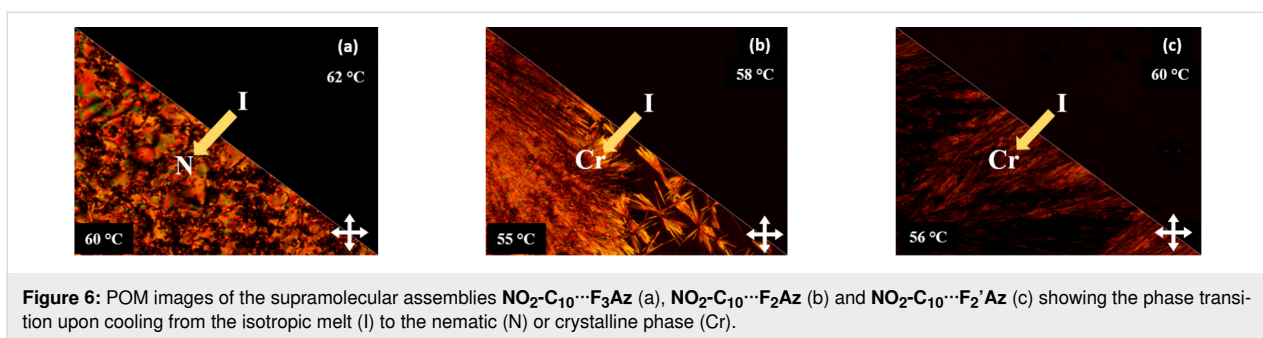 (a)
62 °C
I
N
60 °C
(b)
58 °C
I
Cr
55 °C
(c)
60 °C
I
Cr
56 °C
Figure 6: POM images of the supramolecular assemblies NO₂-C₁₀···F₃Az (a), NO₂-C₁₀···F₂Az (b) and NO₂-C₁₀···F₂’Az (c) showing the phase transi-
tion upon cooling from the isotropic melt (I) to the nematic (N) or crystalline phase (Cr).